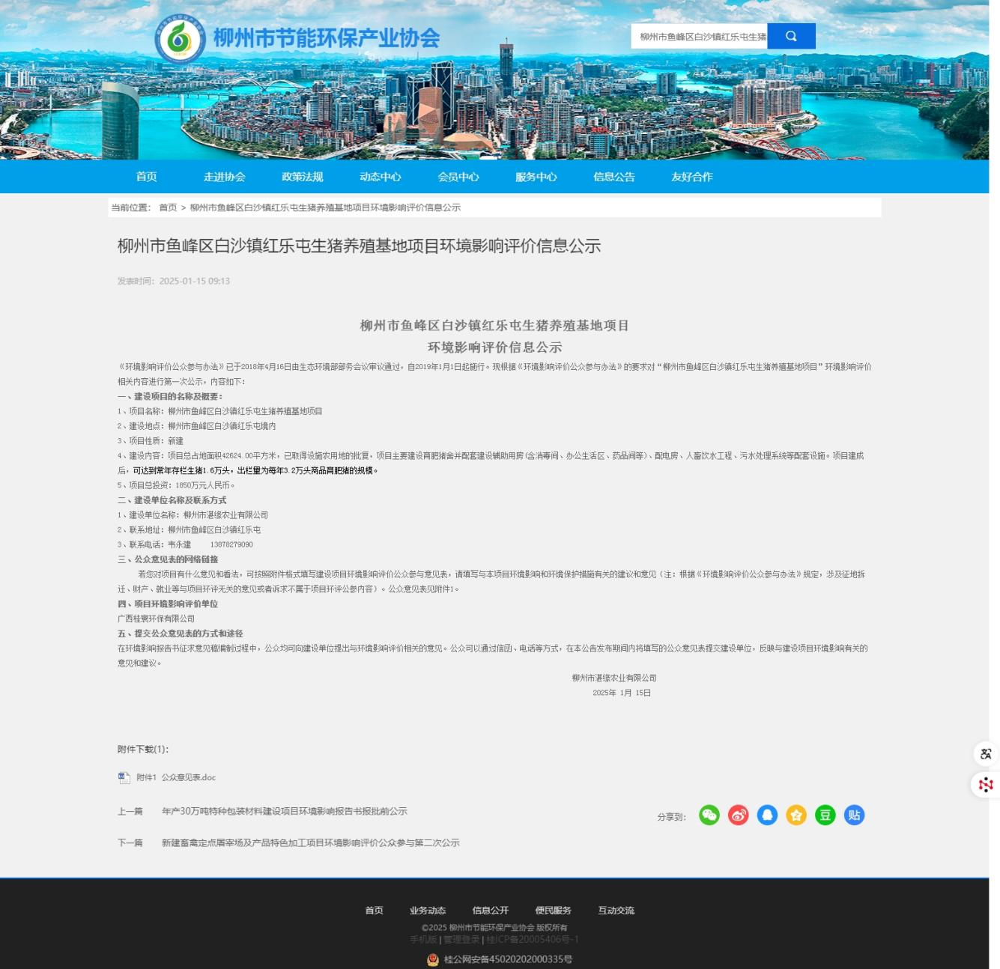 柳州市节能环保产业协会
柳州市鱼峰区白沙镇红乐屯生猪
首页 走进协会 政策法规 动态中心 会员中心 服务中心 信息公告 友好合作
当前位置： 首页 > 柳州市鱼峰区白沙镇红乐屯生猪养殖基地项目环境影响评价信息公示
柳州市鱼峰区白沙镇红乐屯生猪养殖基地项目环境影响评价信息公示
发表时间：2025-01-15 09:13
柳州市鱼峰区白沙镇红乐屯生猪养殖基地项目
环境影响评价信息公示
《环境影响评价公众参与办法》已于2018年4月16日由生态环境部部务会议审议通过，自2019年1月1日起施行。现根据《环境影响评价公众参与办法》的要求对“柳州市鱼峰区白沙镇红乐屯生猪养殖基地项目”环境影响评价
相关内容进行第一次公示，内容如下：
一、建设项目的名称及概要：
1、项目名称：柳州市鱼峰区白沙镇红乐屯生猪养殖基地项目
2、建设地点：柳州市鱼峰区白沙镇红乐屯境内
3、项目性质：新建
4、建设内容：项目总占地面积42624.00平方米，已取得设施农用地的批复，项目主要建设育肥猪舍并配套建设辅助用房(含消毒间、办公生活区、药品间等)、配电房、人畜饮水工程、污水处理系统等配套设施。项目建成
后，可达到常年存栏生猪1.6万头，出栏量为每年3.2万头商品育肥猪的规模。
5、项目总投资：1850万元人民币。
二、建设单位名称及联系方式
1、建设单位名称：柳州市湛缘农业有限公司
2、联系地址：柳州市鱼峰区白沙镇红乐屯
3、联系电话：韦永建 13878279090
三、公众意见表的网络链接
若您对项目有什么意见和看法，可按照附件格式填写建设项目环境影响评价公众参与意见表，请填写与本项目环境影响和环境保护措施有关的建议和意见（注：根据《环境影响评价公众参与办法》规定，涉及征地拆
迁、财产、就业等与项目环评无关的意见或者诉求不属于项目环评公参内容）。公众意见表见附件1。
四、项目环境影响评价单位
广西桂寰环保有限公司
五、提交公众意见表的方式和途径
在环境影响报告书征求意见稿编制过程中，公众均可向建设单位提出与环境影响评价相关的意见。公众可以通过信函、电话等方式，在本公告发布期间内将填写的公众意见表提交建设单位，反映与建设项目环境影响有关的
意见和建议。
柳州市湛缘农业有限公司
2025年 1月 15日
附件下载(1)：
附件1 公众意见表.doc
上一篇 年产30万吨特种包装材料建设项目环境影响报告书报批前公示
分享到：
豆
贴
下一篇 新建畜禽定点屠宰场及产品特色加工项目环境影响评价公众参与第二次公示
首页 业务动态 信息公开 便民服务 互动交流
©2025 柳州市节能环保产业协会 版权所有
手机版 | 管理登录 | 桂ICP备20005406号-1
桂公网安备45020202000335号